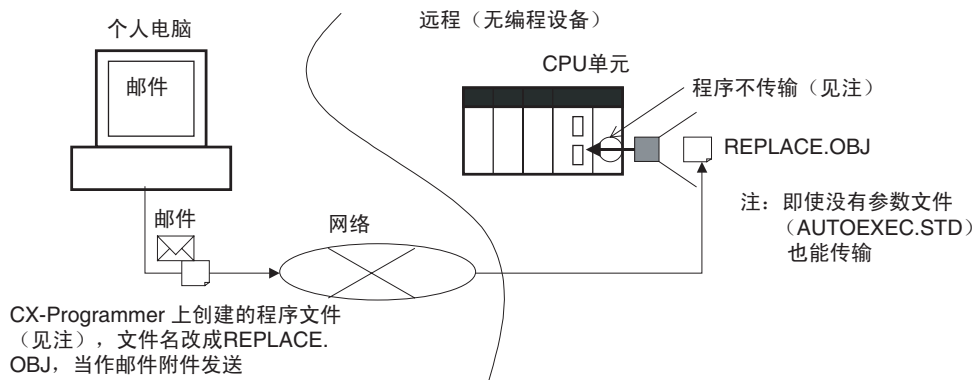 个人电脑
邮件
远程（无编程设备）
CPU单元
程序不传输（见注）
REPLACE.OBJ
注：即使没有参数文件
（AUTOEXEC.STD）
也能传输
邮件
网络
CX-Programmer 上创建的程序文件
（见注），文件名改成REPLACE.
OBJ，当作邮件附件发送